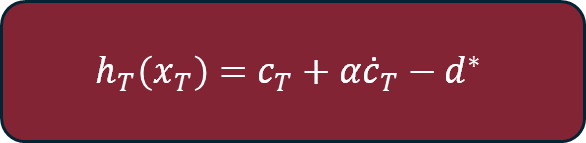 h_T(x_T) = c_T + αċ_T − d*